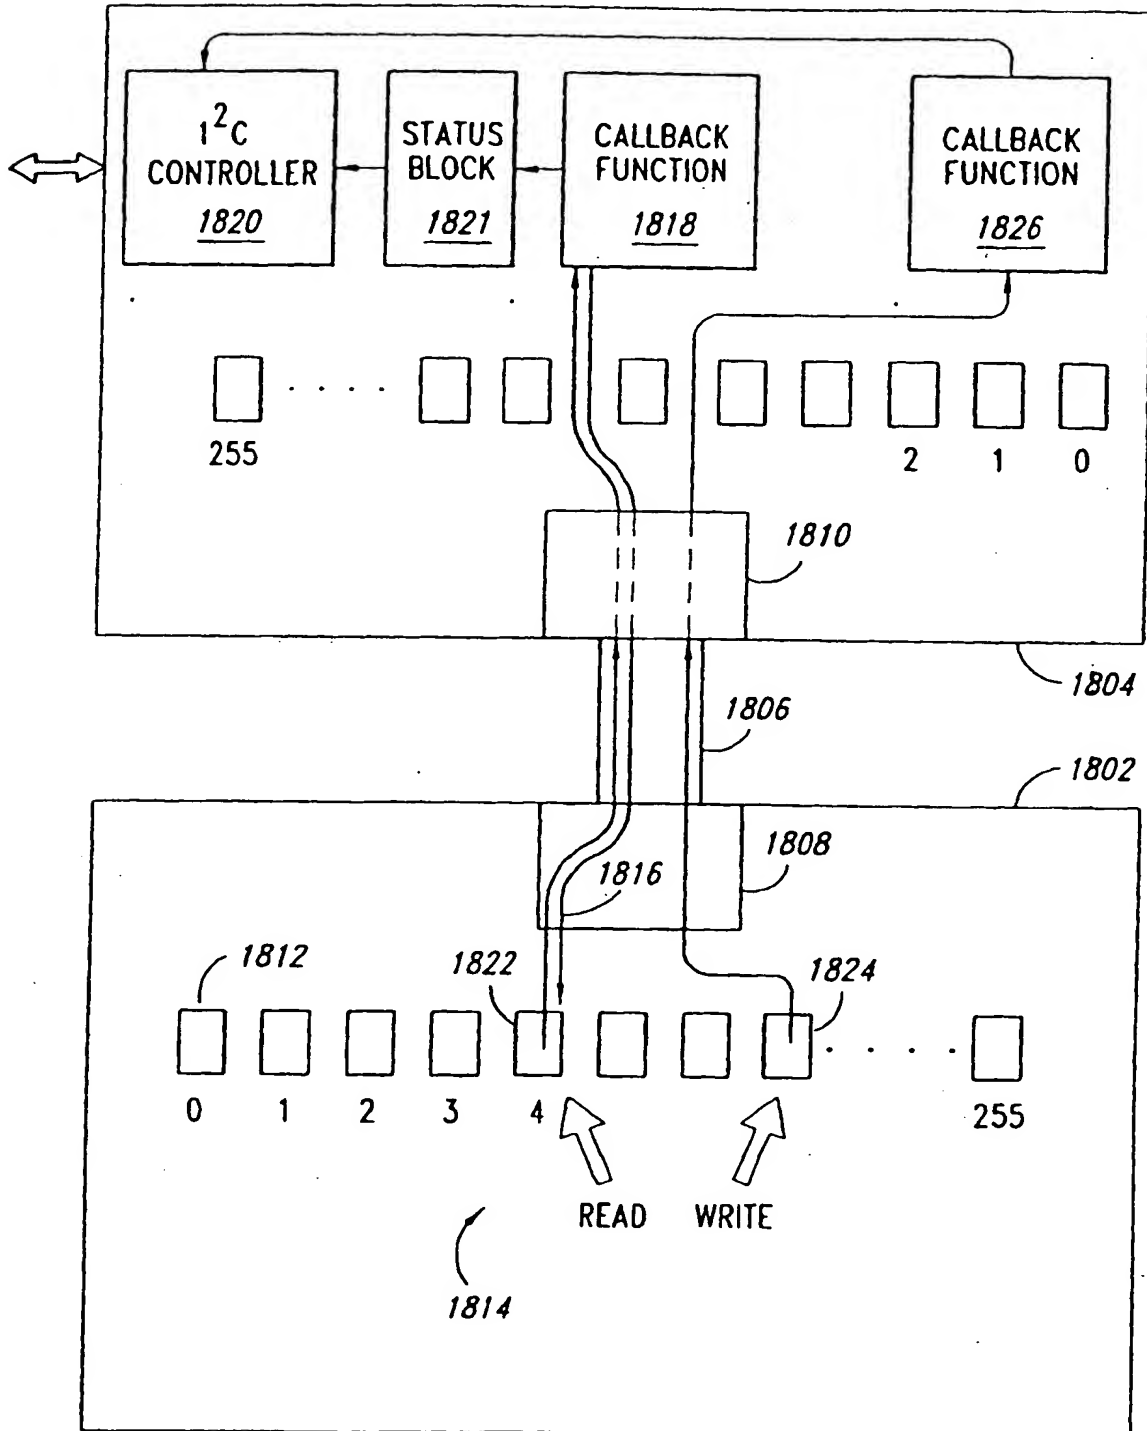 I²C
CONTROLLER
1820
STATUS
BLOCK
1821
CALLBACK
FUNCTION
1818
CALLBACK
FUNCTION
1826
255
2 1 0
1810
1804
1806
1802
1808
1816
1812
1822
1824
0 1 2 3 4
255
READ WRITE
1814